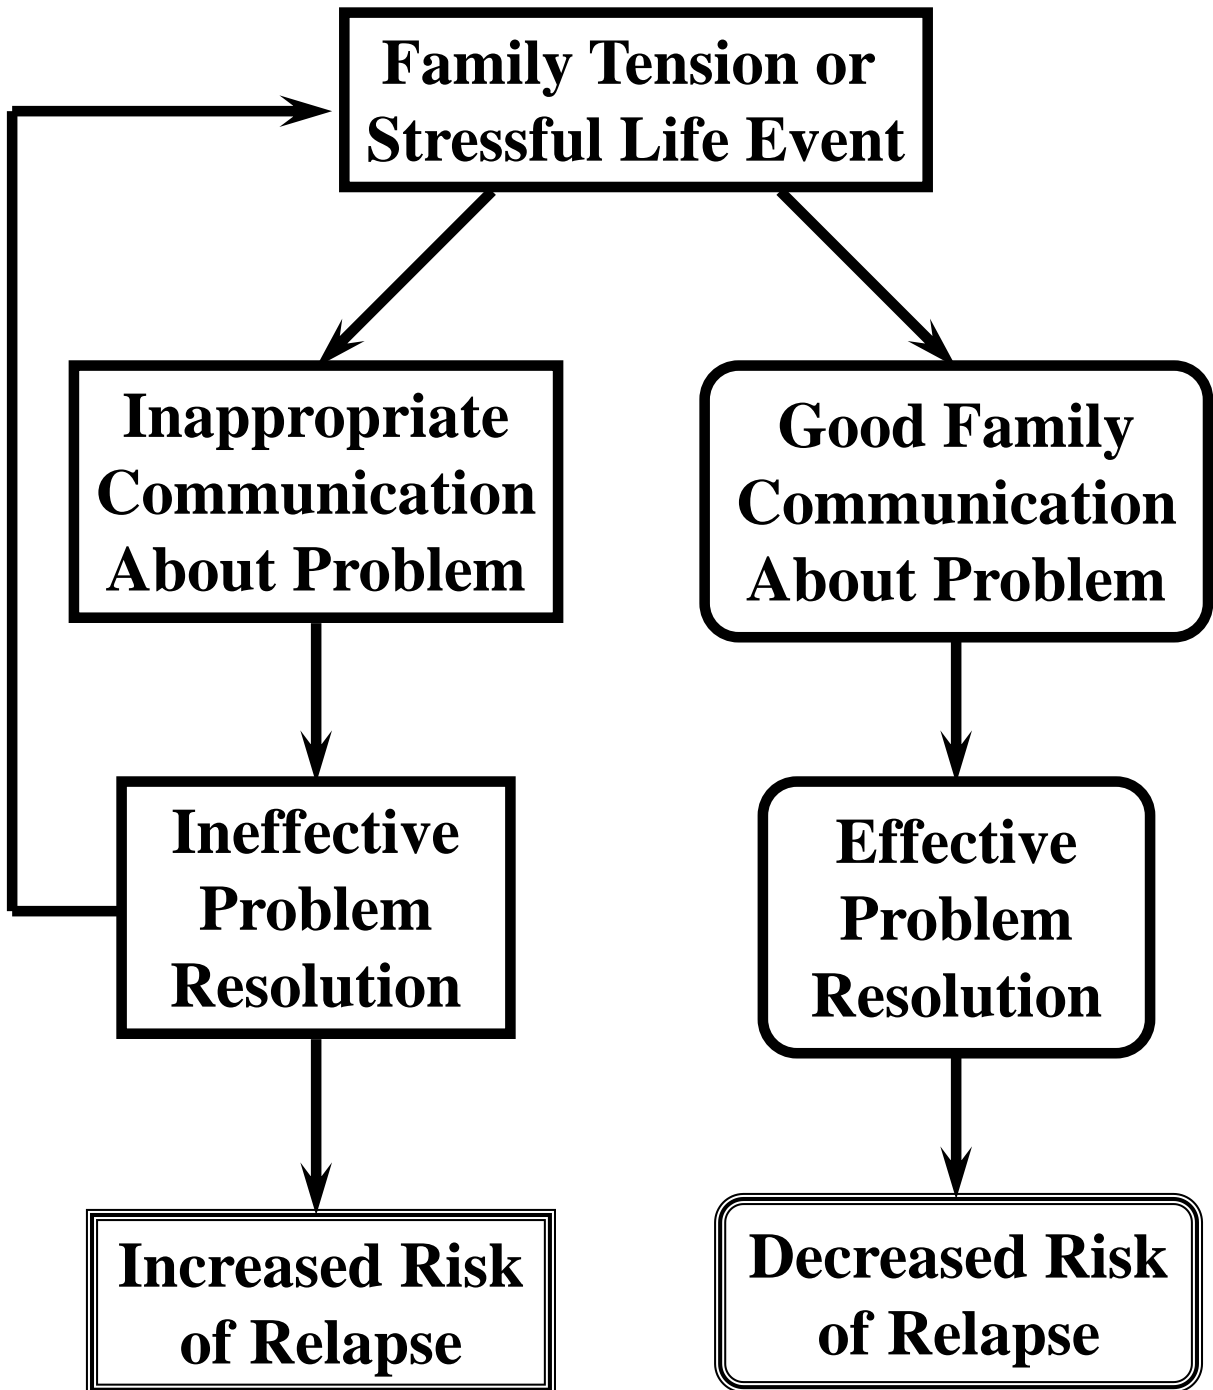 Family Tension or
Stressful Life Event
Inappropriate
Communication
About Problem
Good Family
Communication
About Problem
Ineffective
Problem
Resolution
Effective
Problem
Resolution
Increased Risk
of Relapse
Decreased Risk
of Relapse